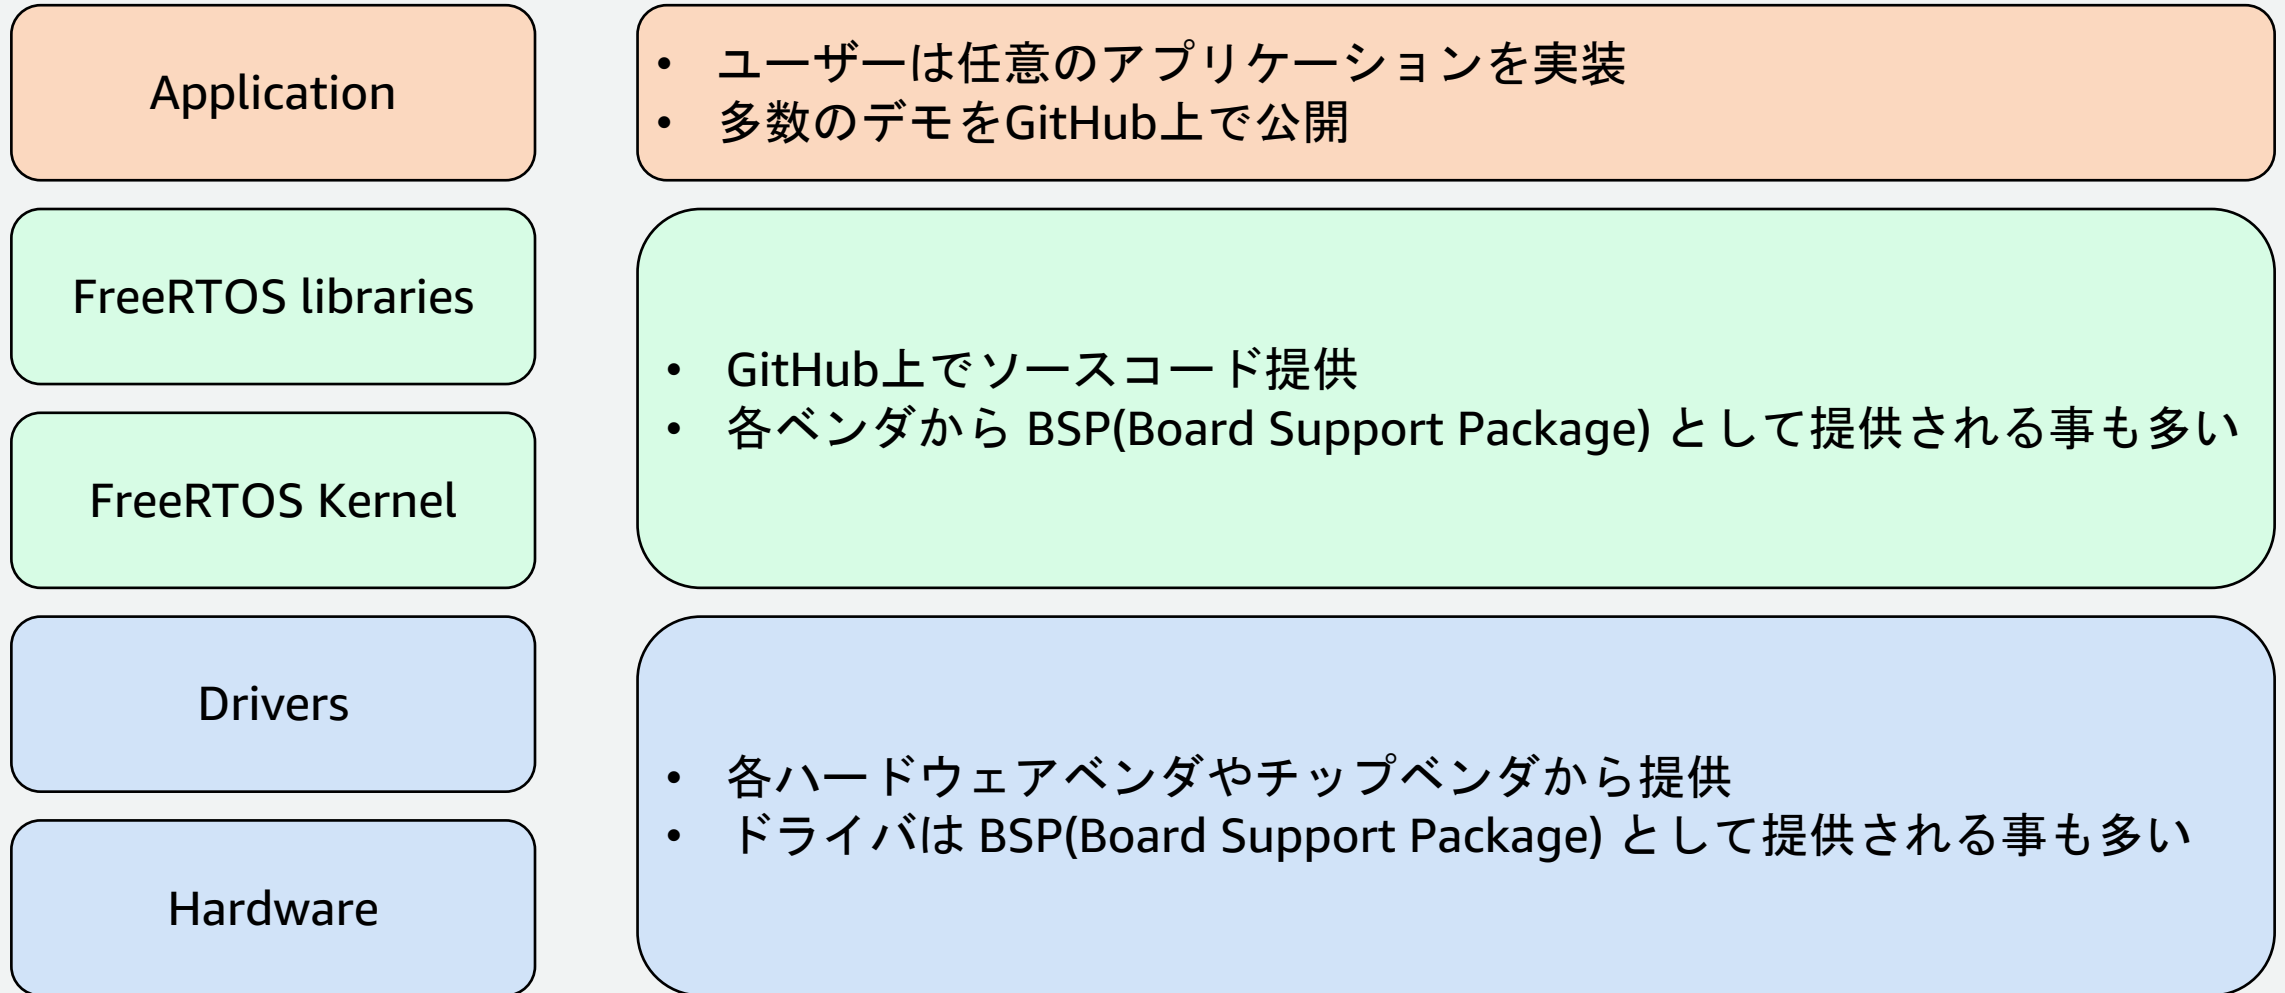 Application
• ユーザーは任意のアプリケーションを実装
• 多数のデモをGitHub上で公開
FreeRTOS libraries
FreeRTOS Kernel
• GitHub上でソースコード提供
• 各ベンダから BSP(Board Support Package) として提供される事も多い
Drivers
Hardware
• 各ハードウェアベンダやチップベンダから提供
• ドライバは BSP(Board Support Package) として提供される事も多い